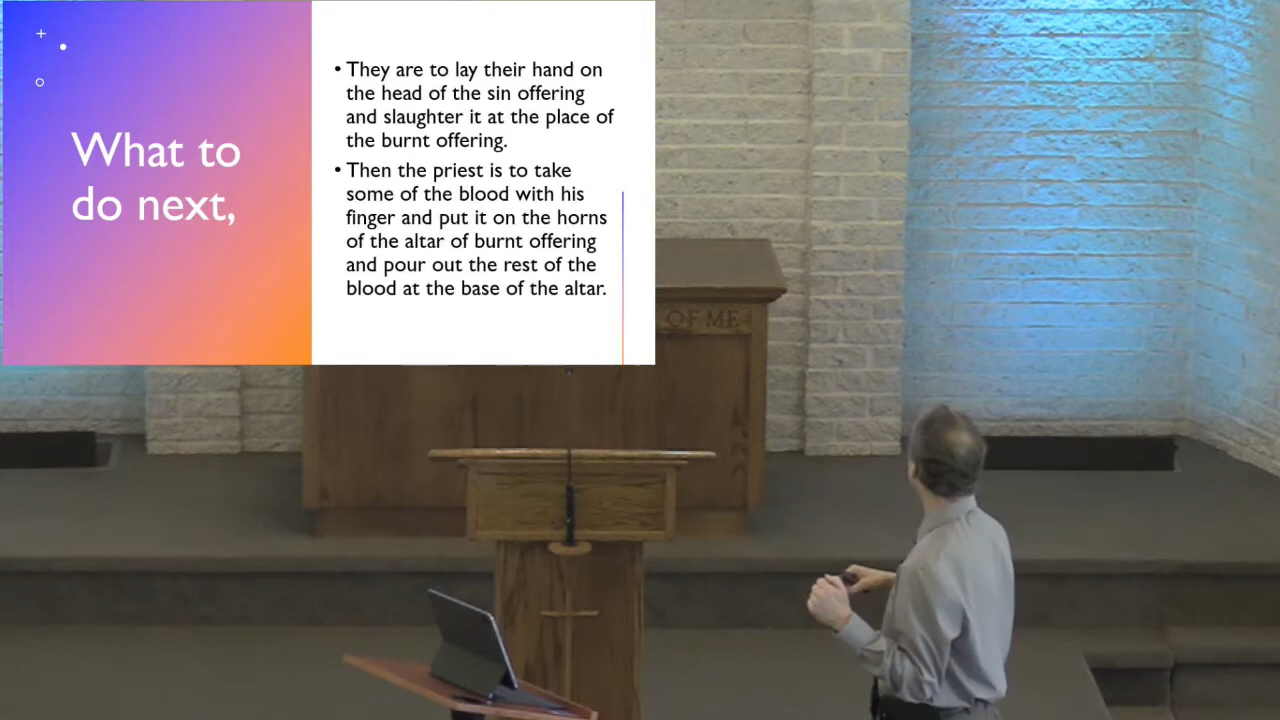 What to
do next,
• They are to lay their hand on
the head of the sin offering
and slaughter it at the place of
the burnt offering.
• Then the priest is to take
some of the blood with his
finger and put it on the horns
of the altar of burnt offering
and pour out the rest of the
blood at the base of the altar.
OF ME